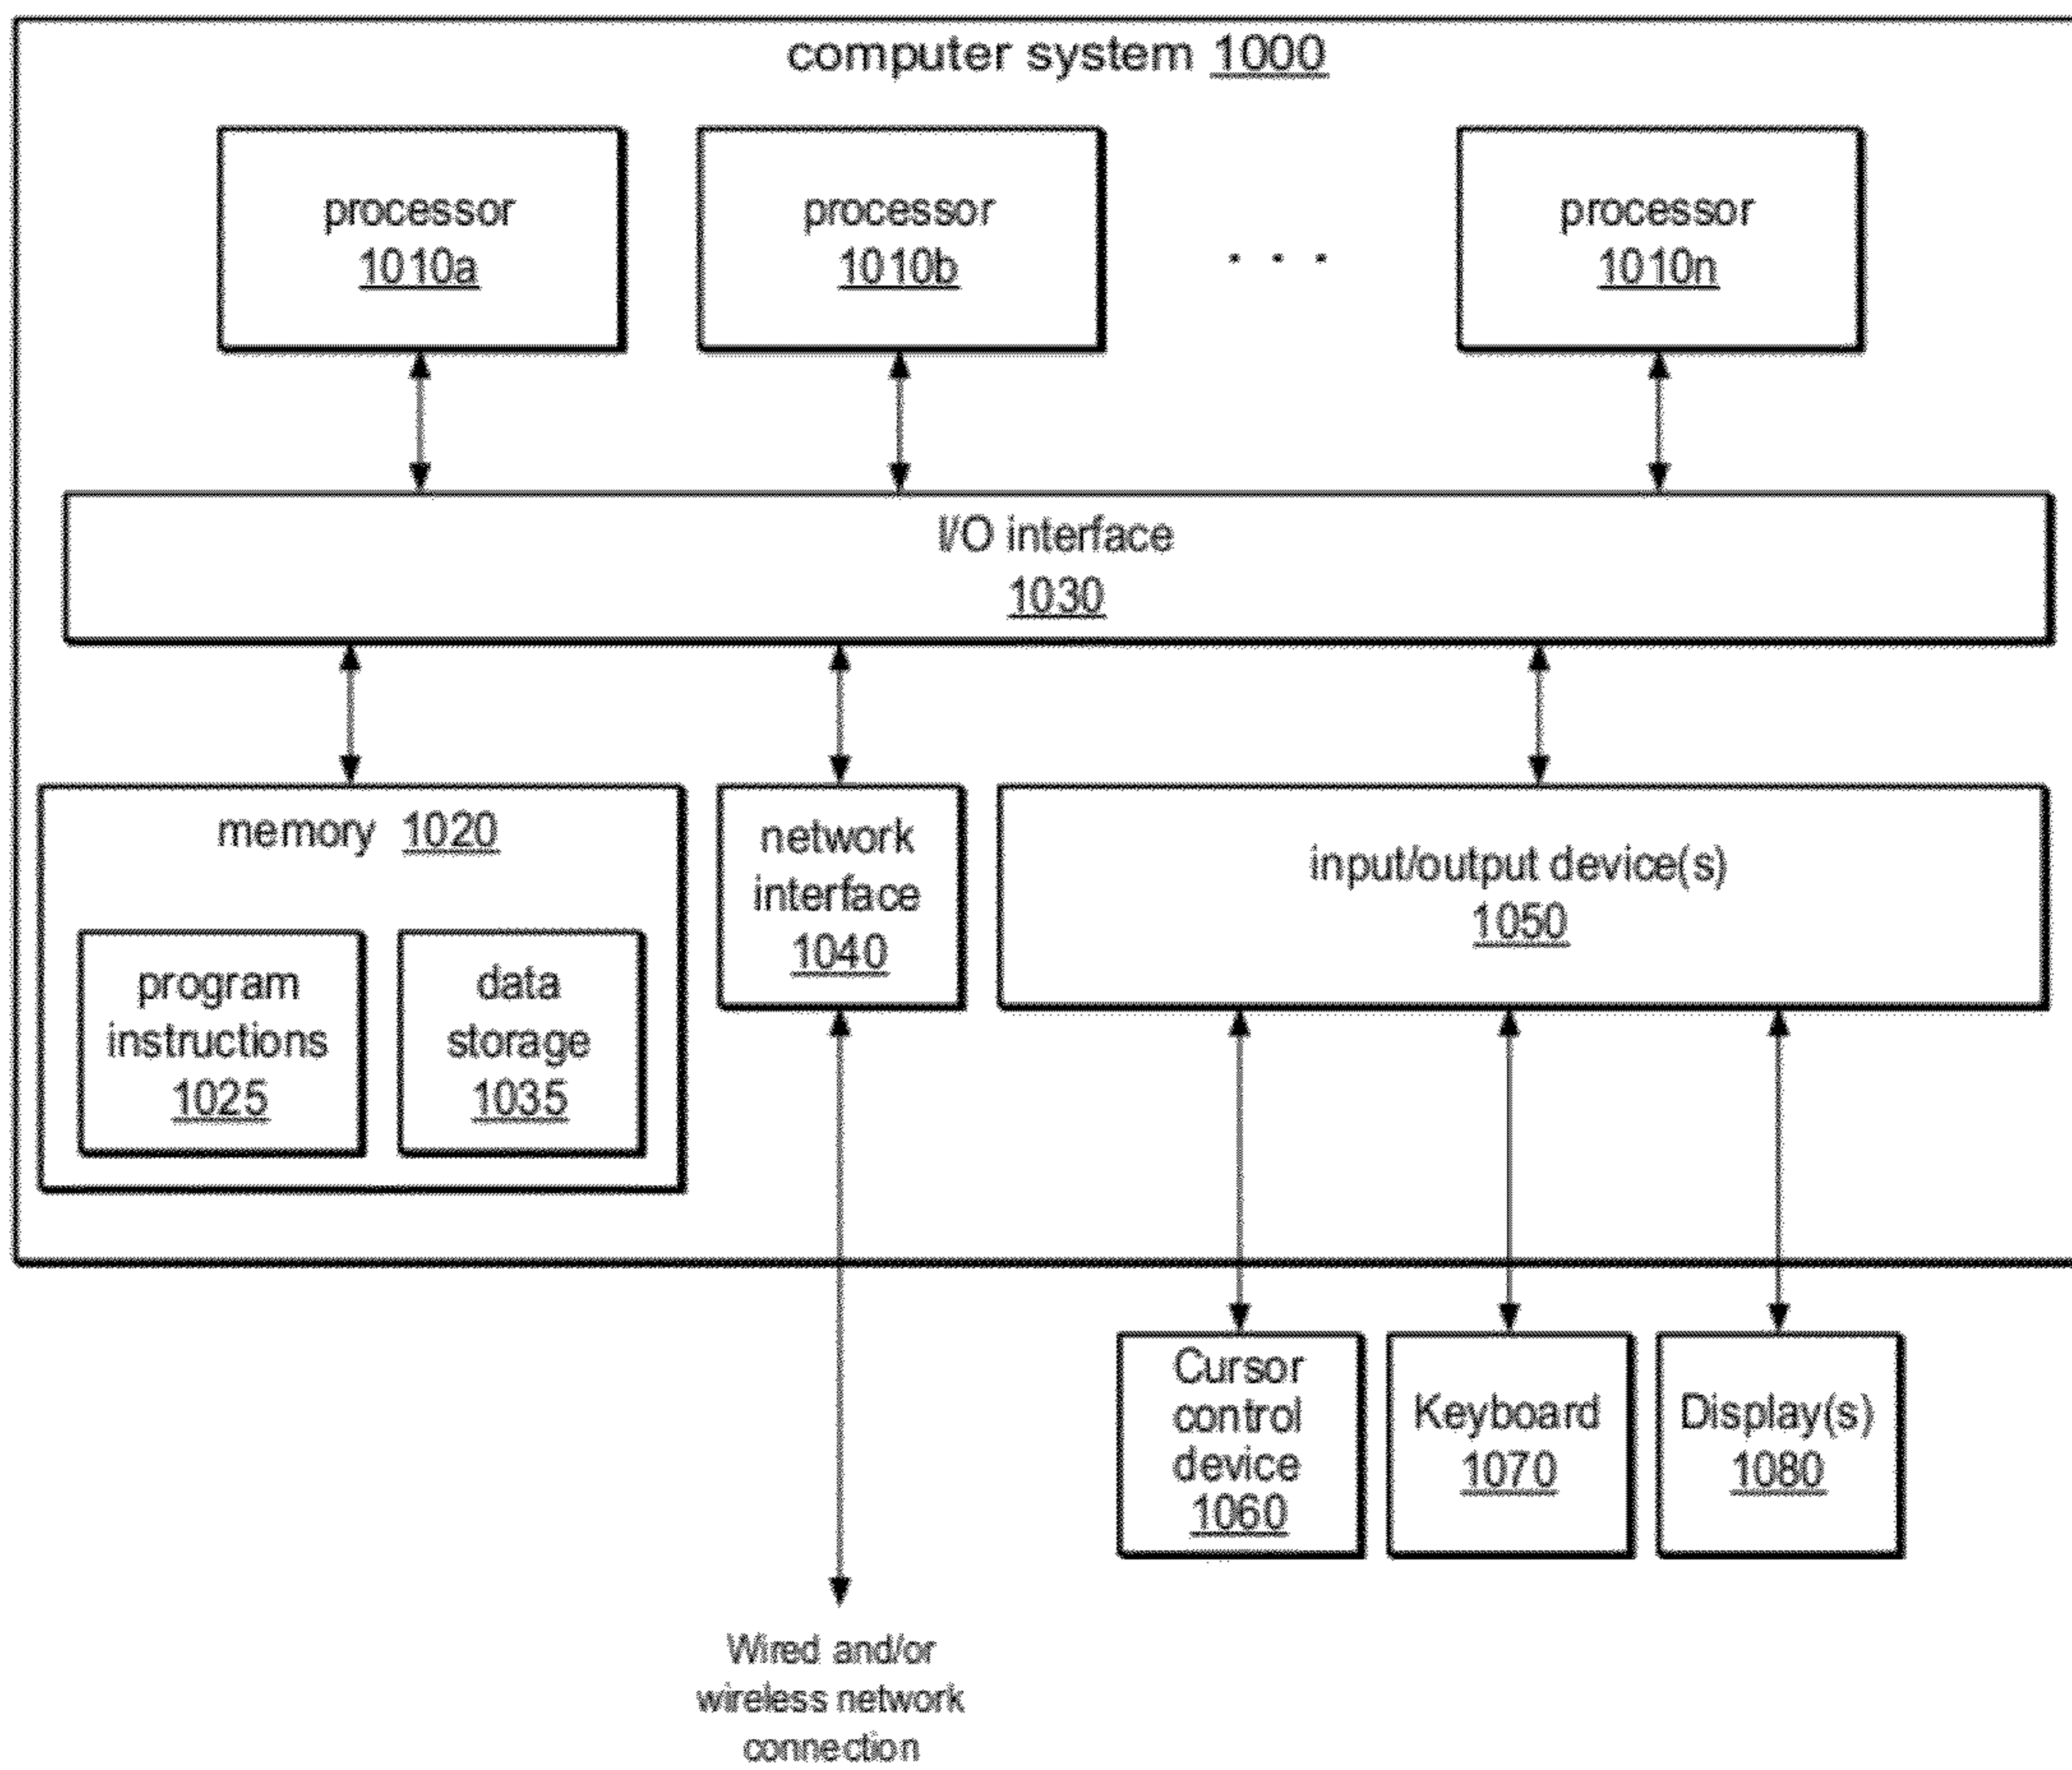 computer system 1000
processor
1010a
processor
1010b
. . .
processor
1010n
I/O interface
1030
memory 1020
program
instructions
1025
data
storage
1035
network
interface
1040
input/output device(s)
1050
Cursor
control
device
1060
Keyboard
1070
Display(s)
1080
Wired and/or
wireless network
connection